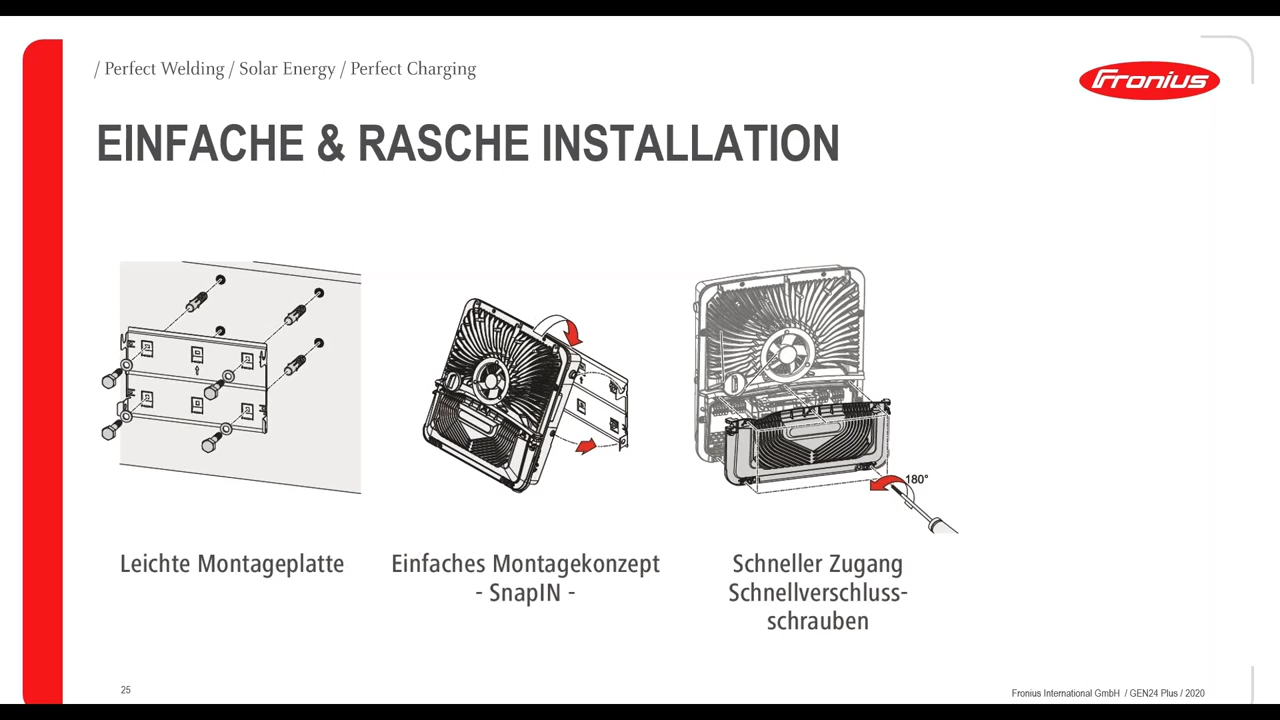 / Perfect Welding / Solar Energy / Perfect Charging
Fronius
EINFACHE & RASCHE INSTALLATION
180°
Leichte Montageplatte
Einfaches Montagekonzept
- SnapIN -
Schneller Zugang
Schnellverschluss-
schrauben
25
Fronius International GmbH / GEN24 Plus / 2020